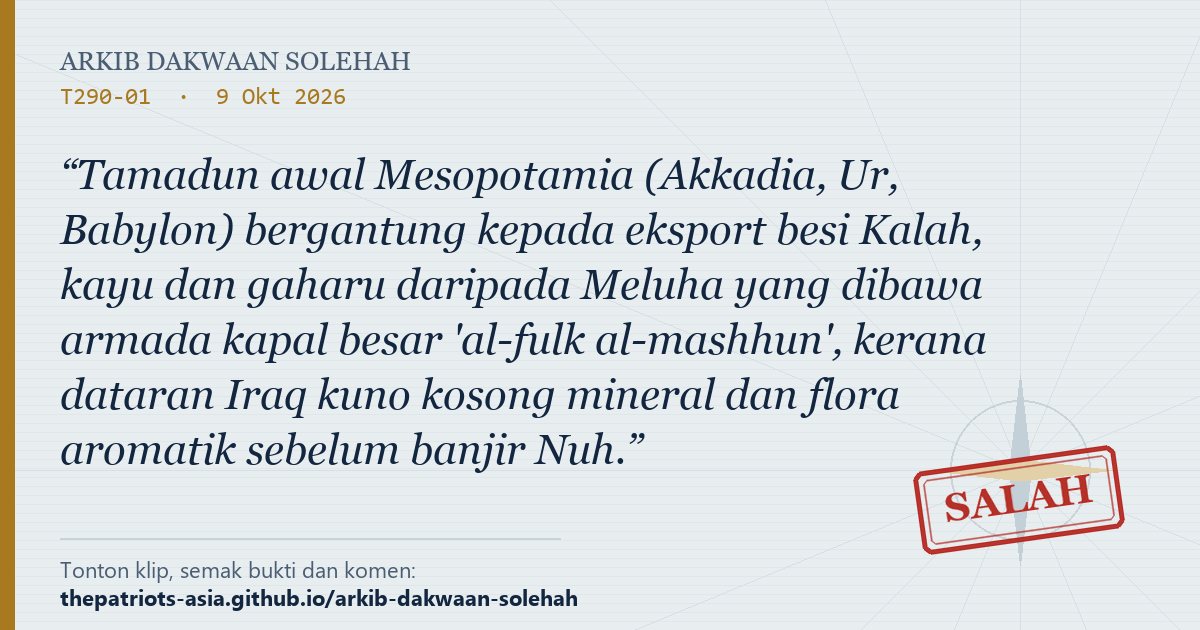 ARKIB DAKWAAN SOLEHAH
T290-01 · 9 Okt 2026
“Tamadun awal Mesopotamia (Akkadia, Ur,
Babylon) bergantung kepada eksport besi Kalah,
kayu dan gaharu daripada Meluha yang dibawa
armada kapal besar 'al-fulk al-mashhun', kerana
dataran Iraq kuno kosong mineral dan flora
aromatik sebelum banjir Nuh.”
SALAH
Tonton klip, semak bukti dan komen:
thepatriots-asia.github.io/arkib-dakwaan-solehah